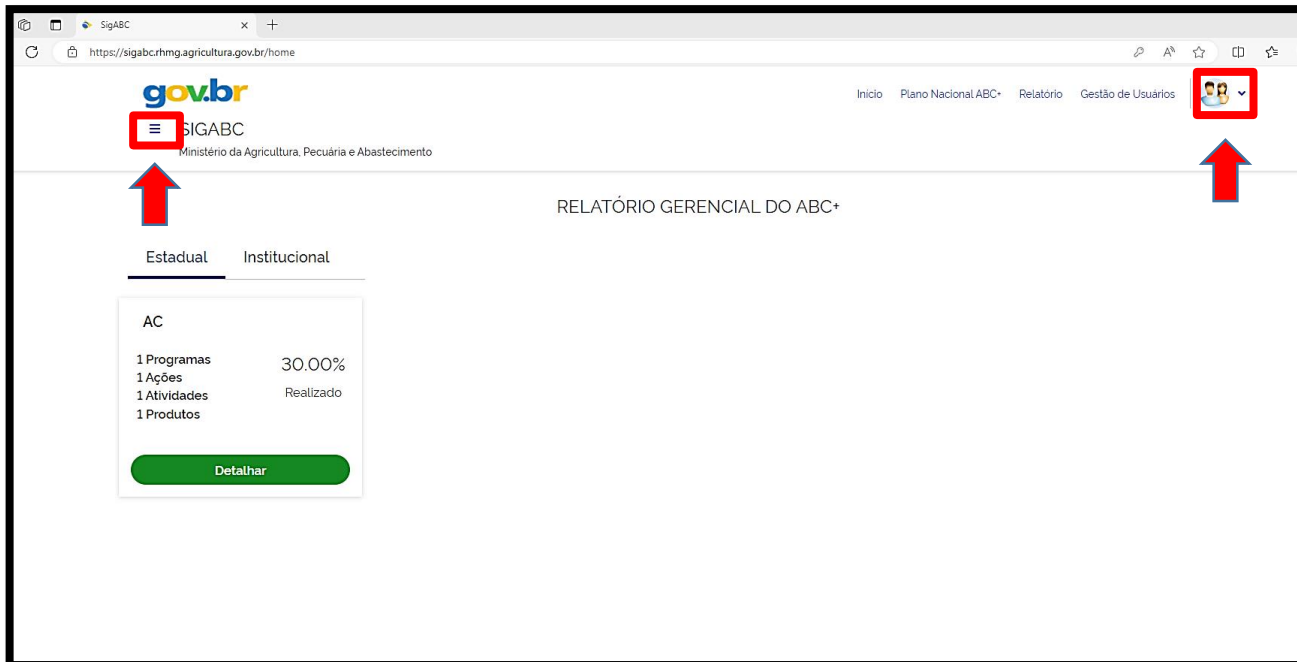 SigABC
https://sigabc.rhmg.agricultura.gov.br/home
gov.br
Início Plano Nacional ABC+ Relatório Gestão de Usuários
SIGABC
Ministério da Agricultura, Pecuária e Abastecimento
RELATÓRIO GERENCIAL DO ABC+
Estadual Institucional
AC
1 Programas
1 Ações
1 Atividades
1 Produtos
30.00%
Realizado
Detalhar